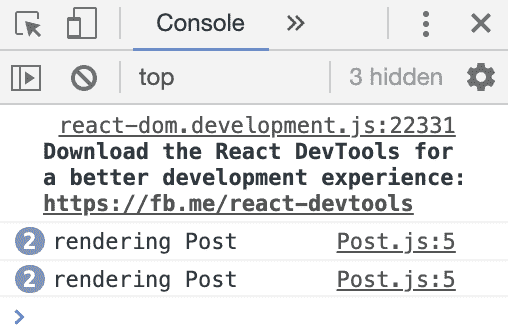 Console
top 3 hidden
react-dom.development.js:22331
Download the React DevTools for
a better development experience:
https://fb.me/react-devtools
2 rendering Post Post.js:5
2 rendering Post Post.js:5